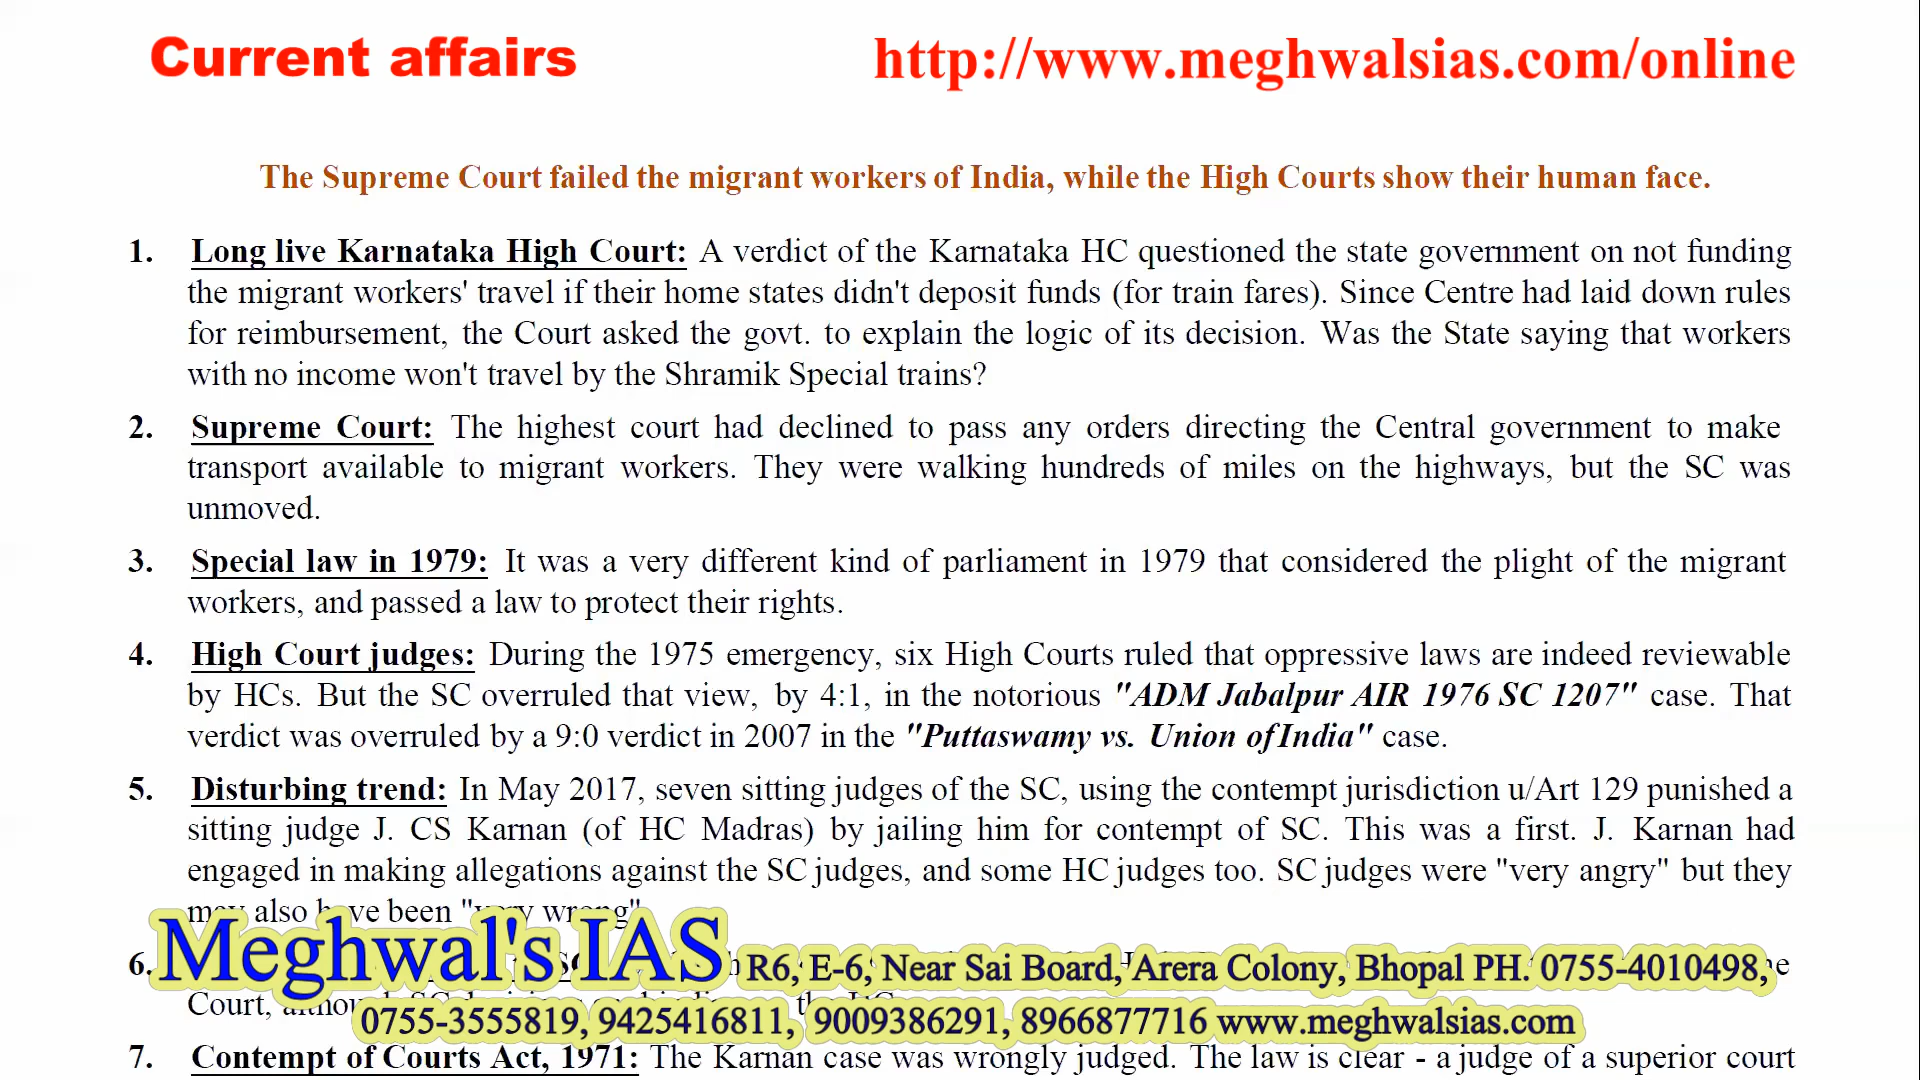 Current affairs
http://www.meghwalsias.com/online
The Supreme Court failed the migrant workers of India, while the High Courts show their human face.
1. Long live Karnataka High Court: A verdict of the Karnataka HC questioned the state government on not funding
the migrant workers' travel if their home states didn't deposit funds (for train fares). Since Centre had laid down rules
for reimbursement, the Court asked the govt. to explain the logic of its decision. Was the State saying that workers
with no income won't travel by the Shramik Special trains?
2. Supreme Court: The highest court had declined to pass any orders directing the Central government to make
transport available to migrant workers. They were walking hundreds of miles on the highways, but the SC was
unmoved.
3. Special law in 1979: It was a very different kind of parliament in 1979 that considered the plight of the migrant
workers, and passed a law to protect their rights.
4. High Court judges: During the 1975 emergency, six High Courts ruled that oppressive laws are indeed reviewable
by HCs. But the SC overruled that view, by 4:1, in the notorious "ADM Jabalpur AIR 1976 SC 1207" case. That
verdict was overruled by a 9:0 verdict in 2007 in the "Puttaswamy vs. Union of India" case.
5. Disturbing trend: In May 2017, seven sitting judges of the SC, using the contempt jurisdiction u/Art 129 punished a
sitting judge J. CS Karnan (of HC Madras) by jailing him for contempt of SC. This was a first. J. Karnan had
engaged in making allegations against the SC judges, and some HC judges too. SC judges were "very angry" but they
may also have been "very wrong"
6.
Court, although SC
Meghwal's IAS R6, E-6, Near Sai Board, Arera Colony, Bhopal PH. 0755-4010498,
0755-3555819, 9425416811, 9009386291, 8966877716 www.meghwalsias.com
7. Contempt of Courts Act, 1971: The Karnan case was wrongly judged. The law is clear - a judge of a superior court